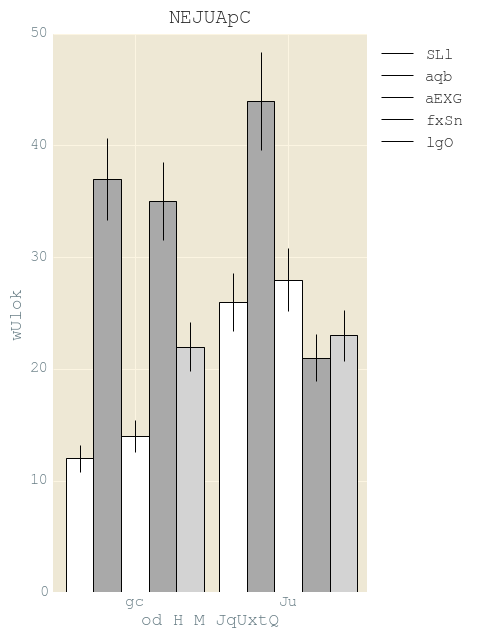 NEJUApC
50
40
30
20
10
0
wUlok
gc
Ju
od H M JqUxtQ
SLl
aqb
aEXG
fxSn
lgO